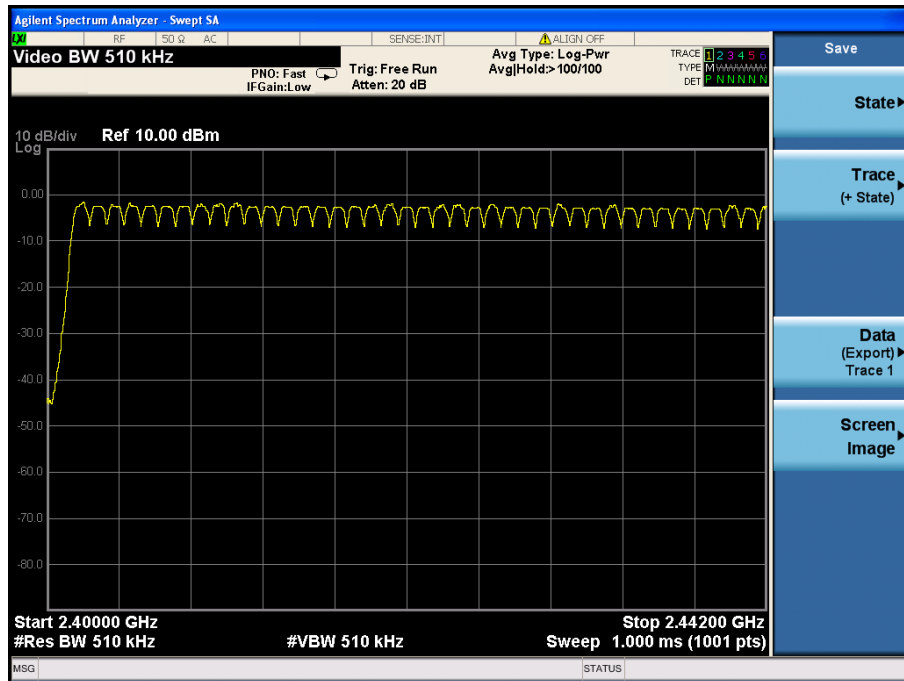 Agilent Spectrum Analyzer - Swept SA
LXI RF 50 Ω AC SENSE:INT ALIGN OFF
Video BW 510 kHz
PNO: Fast
IFGain:Low
Trig: Free Run
Atten: 20 dB
Avg Type: Log-Pwr
Avg|Hold:>100/100
TRACE 1 2 3 4 5 6
TYPE M WWWWW
DET P N N N N N
10 dB/div Ref 10.00 dBm
Log
0.00
-10.0
-20.0
-30.0
-40.0
-50.0
-60.0
-70.0
-80.0
Start 2.40000 GHz Stop 2.44200 GHz
#Res BW 510 kHz #VBW 510 kHz Sweep 1.000 ms (1001 pts)
MSG STATUS
Save
State
Trace
(+ State)
Data
(Export)
Trace 1
Screen
Image